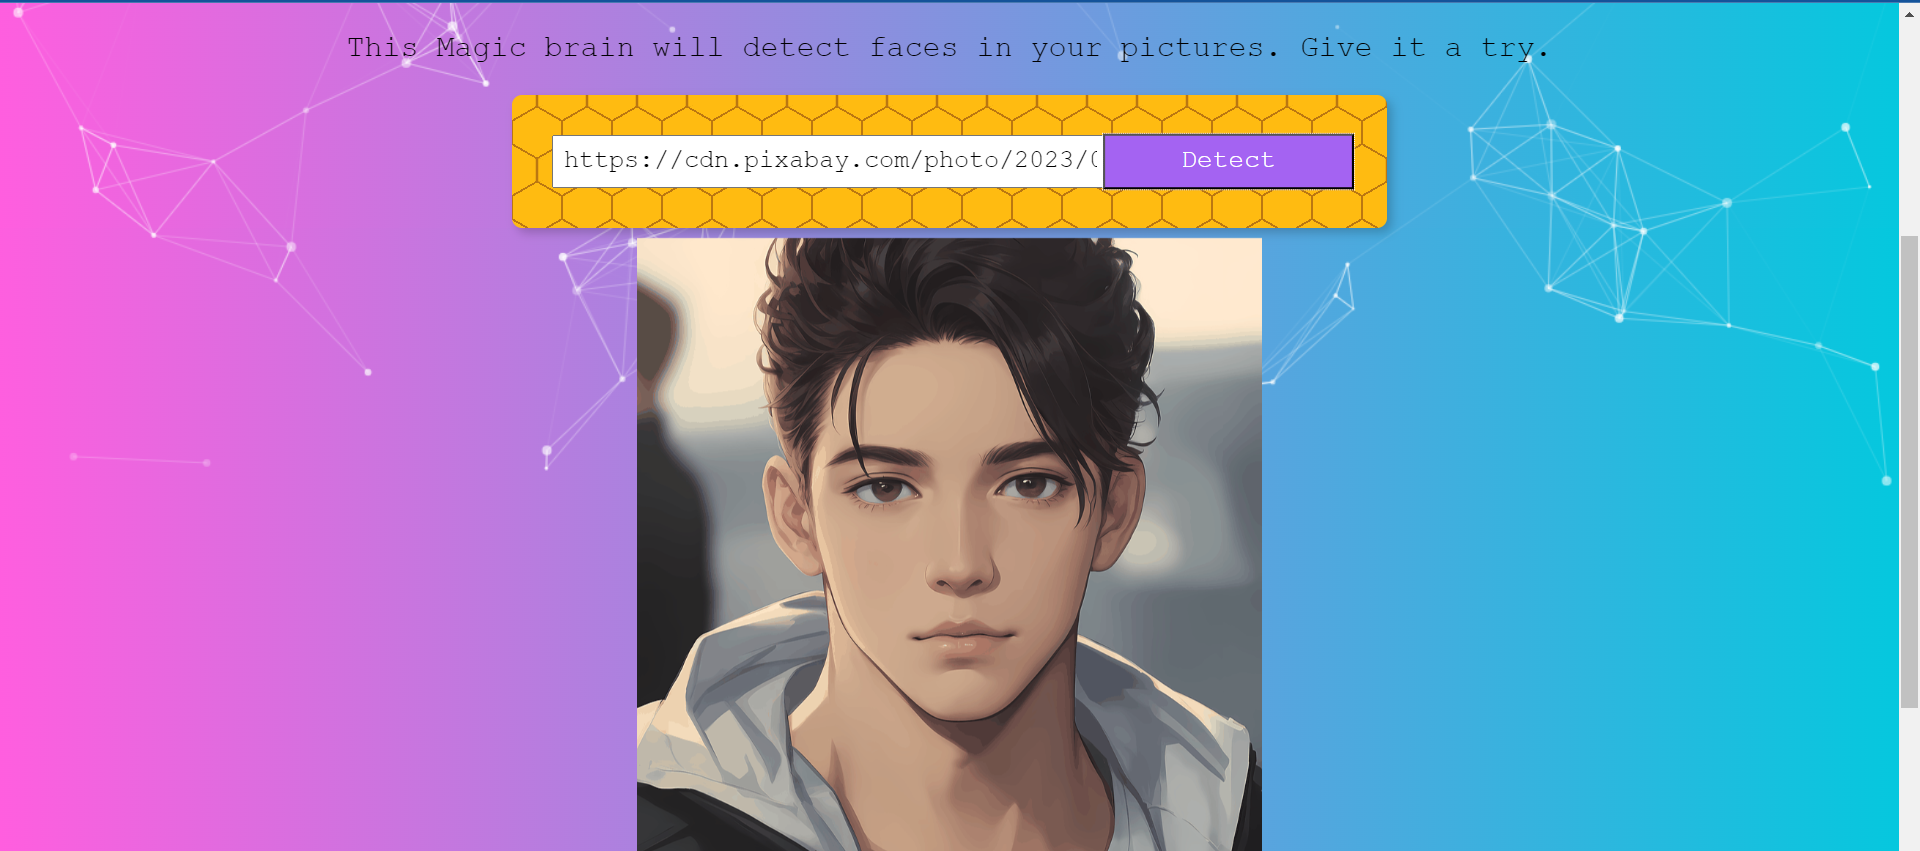 This Magic brain will detect faces in your pictures. Give it a try.
https://cdn.pixabay.com/photo/2023/
Detect